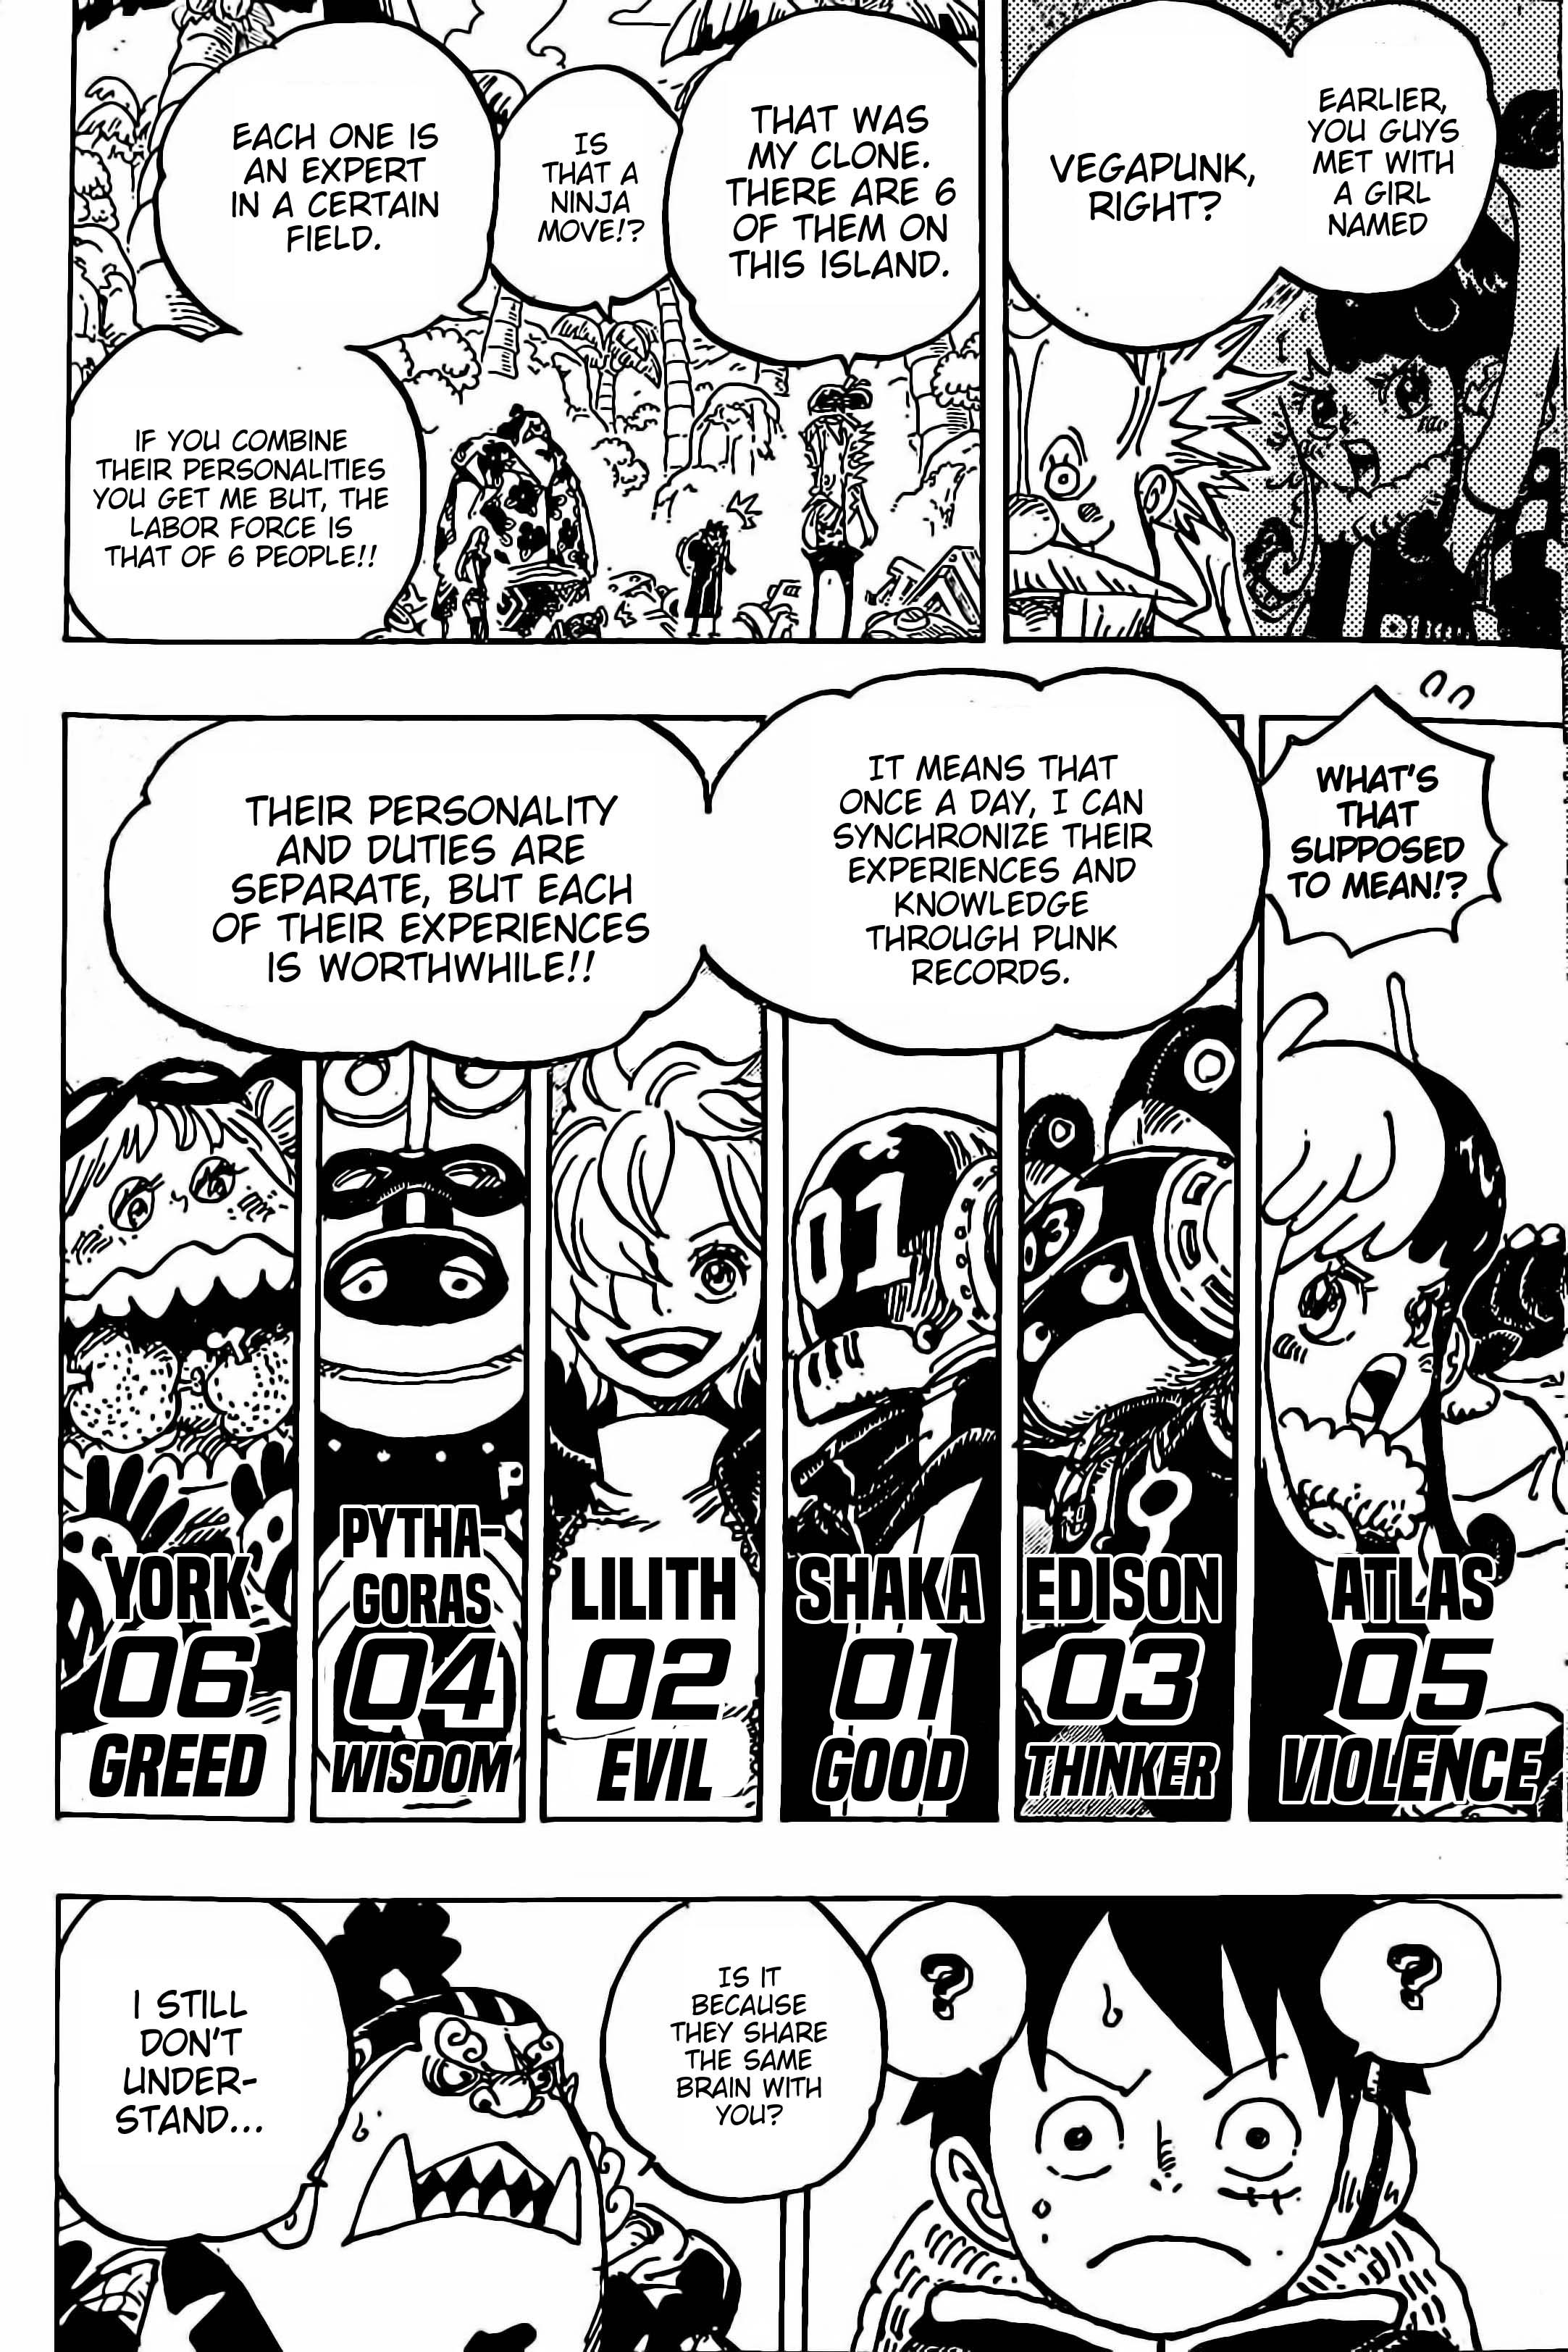 EARLIER,
YOU GUYS
MET WITH
A GIRL
NAMED
VEGAPUNK,
RIGHT?
THAT WAS
MY CLONE.
THERE ARE 6
OF THEM ON
THIS ISLAND.
IS
THAT A
NINJA
MOVE!?
EACH ONE IS
AN EXPERT
IN A CERTAIN
FIELD.
IF YOU COMBINE
THEIR PERSONALITIES
YOU GET ME BUT, THE
LABOR FORCE IS
THAT OF 6 PEOPLE!!
WHAT'S
THAT
SUPPOSED
TO MEAN!?
IT MEANS THAT
ONCE A DAY, I CAN
SYNCHRONIZE THEIR
EXPERIENCES AND
KNOWLEDGE
THROUGH PUNK
RECORDS.
THEIR PERSONALITY
AND DUTIES ARE
SEPARATE, BUT EACH
OF THEIR EXPERIENCES
IS WORTHWHILE!!
ATLAS
05
VIOLENCE
03
EDISON
03
THINKER
01
SHAKA
01
GOOD
LILITH
02
EVIL
P
PYTHA-
GORAS
04
WISDOM
YORK
06
GREED
?
?
IS IT
BECAUSE
THEY SHARE
THE SAME
BRAIN WITH
YOU?
I STILL
DON'T
UNDER-
STAND...